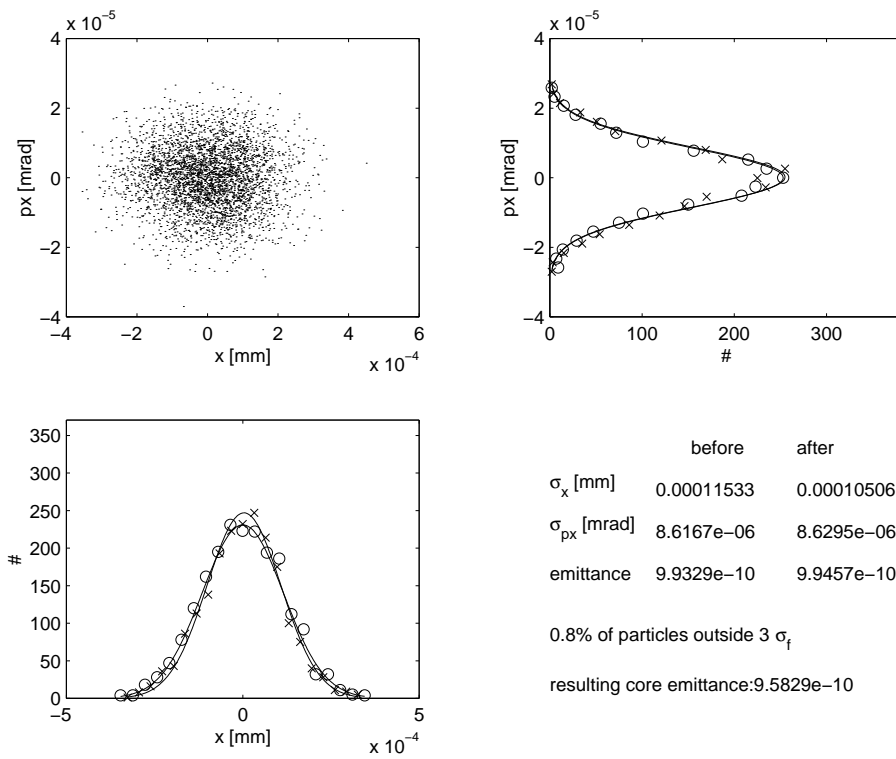 x 10−5
4
2
0
−2
−4
px [mrad]
−4 −2 0 2 4 6
x [mm]
x 10−4
x 10−5
4
2
0
−2
−4
px [mrad]
0 100 200 300
#
350
300
250
200
150
100
50
0
#
−5 0 5
x [mm]
x 10−4
before after
σx [mm] 0.00011533 0.00010506
σpx [mrad] 8.6167e−06 8.6295e−06
emittance 9.9329e−10 9.9457e−10
0.8% of particles outside 3 σf
resulting core emittance:9.5829e−10